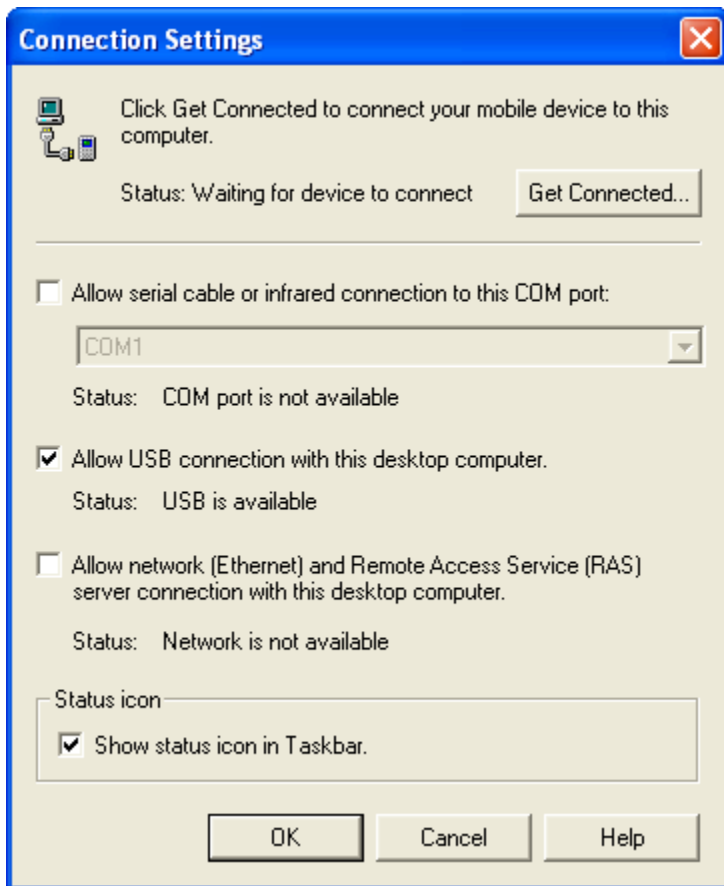 Connection Settings
Click Get Connected to connect your mobile device to this
computer.
Status: Waiting for device to connect
Get Connected...
Allow serial cable or infrared connection to this COM port:
COM1
Status: COM port is not available
Allow USB connection with this desktop computer.
Status: USB is available
Allow network (Ethernet) and Remote Access Service (RAS)
server connection with this desktop computer.
Status: Network is not available
Status icon
Show status icon in Taskbar.
OK Cancel Help